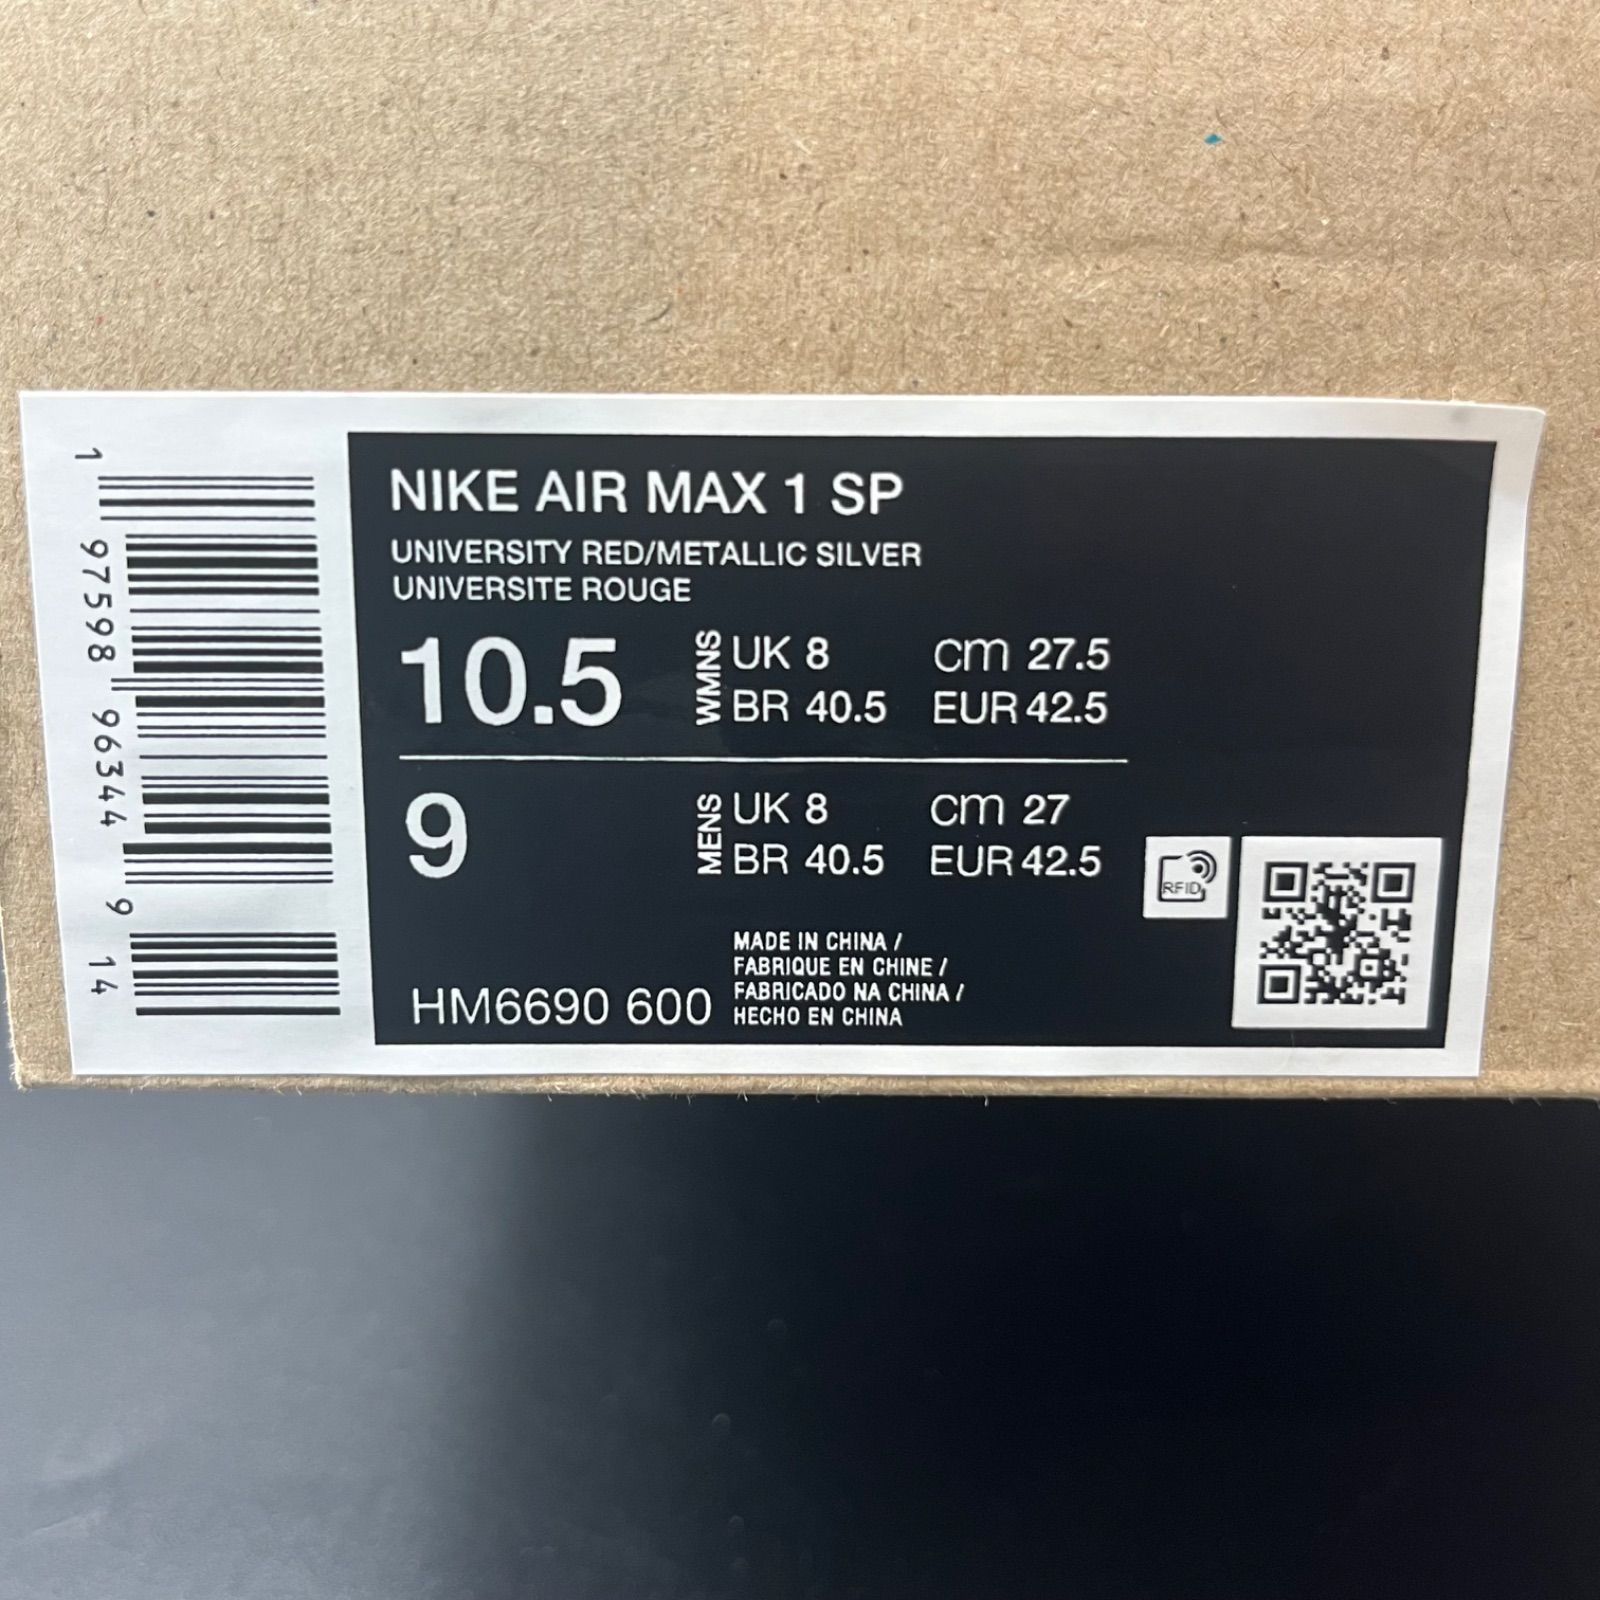 NIKE AIR MAX 1 SP
UNIVERSITY RED/METALLIC SILVER
UNIVERSITE ROUGE
10.5 WMNS UK 8 cm 27.5
BR 40.5 EUR 42.5
9 MENS UK 8 cm 27
BR 40.5 EUR 42.5
RFID
MADE IN CHINA /
FABRIQUE EN CHINE /
FABRICADO NA CHINA /
HECHO EN CHINA
HM6690 600
1 97598 96344 9 14